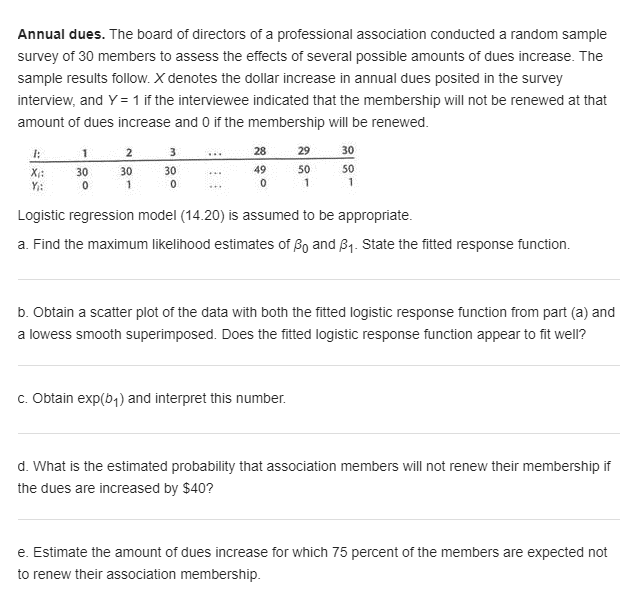 Annual dues. The board of directors of a professional association conducted a random sample
survey of 30 members to assess the effects of several possible amounts of dues increase. The
sample results follow. X denotes the dollar increase in annual dues posited in the survey
interview, and Y = 1 if the interviewee indicated that the membership will not be renewed at that
amount of dues increase and 0 if the membership will be renewed.
i: 1 2 3 ... 28 29 30
Xᵢ: 30 30 30 ... 49 50 50
Yᵢ: 0 1 0 ... 0 1 1
Logistic regression model (14.20) is assumed to be appropriate.
a. Find the maximum likelihood estimates of β₀ and β₁. State the fitted response function.
b. Obtain a scatter plot of the data with both the fitted logistic response function from part (a) and
a lowess smooth superimposed. Does the fitted logistic response function appear to fit well?
c. Obtain exp(b₁) and interpret this number.
d. What is the estimated probability that association members will not renew their membership if
the dues are increased by $40?
e. Estimate the amount of dues increase for which 75 percent of the members are expected not
to renew their association membership.